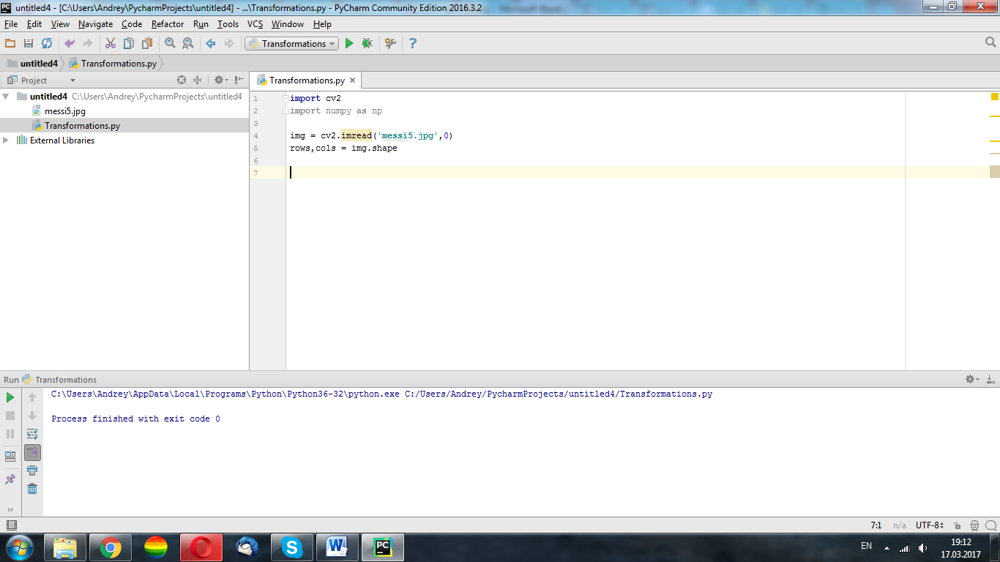 untitled4 - [C:\Users\Andrey\PycharmProjects\untitled4] - ...\Transformations.py - PyCharm Community Edition 2016.3.2
File Edit View Navigate Code Refactor Run Tools VCS Window Help
Transformations
untitled4 Transformations.py
Project
Transformations.py
untitled4 C:\Users\Andrey\PycharmProjects\untitled4
messi5.jpg
Transformations.py
External Libraries
1 import cv2
2 import numpy as np
3
4 img = cv2.imread('messi5.jpg',0)
5 rows,cols = img.shape
6
7
Run Transformations
C:\Users\Andrey\AppData\Local\Programs\Python\Python36-32\python.exe C:/Users/Andrey/PycharmProjects/untitled4/Transformations.py
Process finished with exit code 0
7:1 n/a UTF-8
EN 19:12
17.03.2017